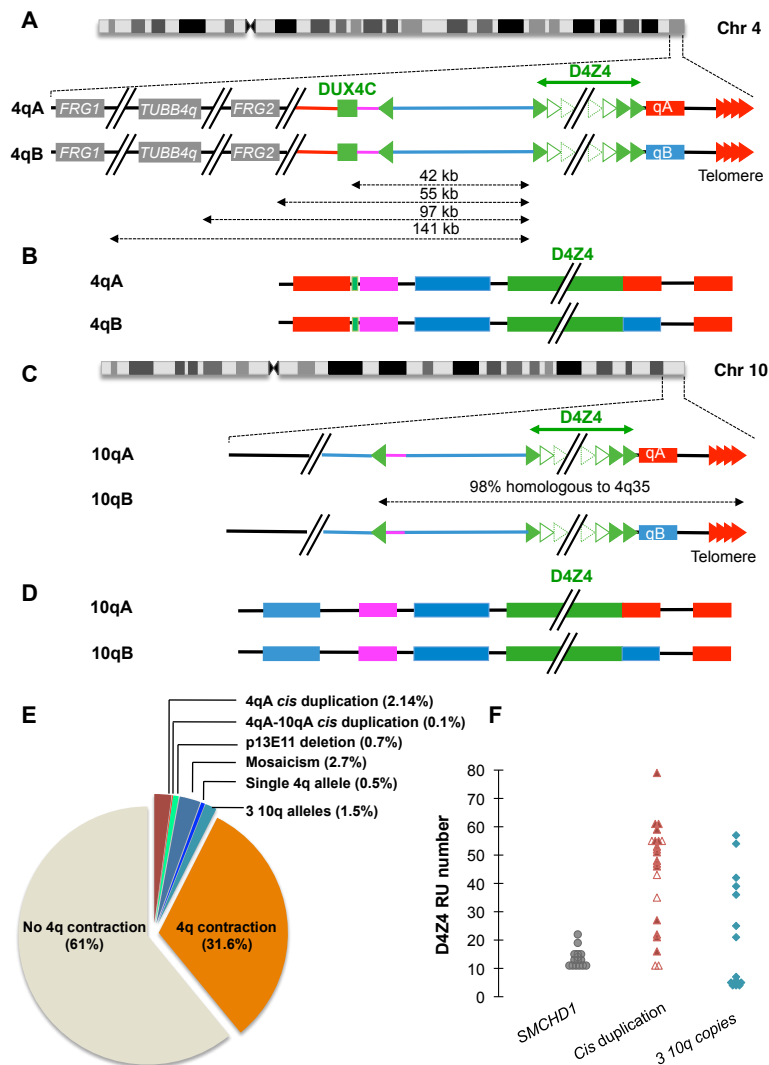 A
Chr 4
D4Z4
DUX4C
4qA
FRG1
TUBB4q
FRG2
qA
4qB
FRG1
TUBB4q
FRG2
qB
Telomere
42 kb
55 kb
97 kb
141 kb
B
D4Z4
4qA
4qB
C
Chr 10
D4Z4
10qA
qA
10qB
98% homologous to 4q35
qB
Telomere
D
D4Z4
10qA
10qB
E
4qA cis duplication (2.14%)
4qA-10qA cis duplication (0.1%)
p13E11 deletion (0.7%)
Mosaicism (2.7%)
Single 4q allele (0.5%)
3 10q alleles (1.5%)
No 4q contraction
(61%)
4q contraction
(31.6%)
F
D4Z4 RU number
80
70
60
50
40
30
20
10
0
SMCHD1
Cis duplication
3 10q copies